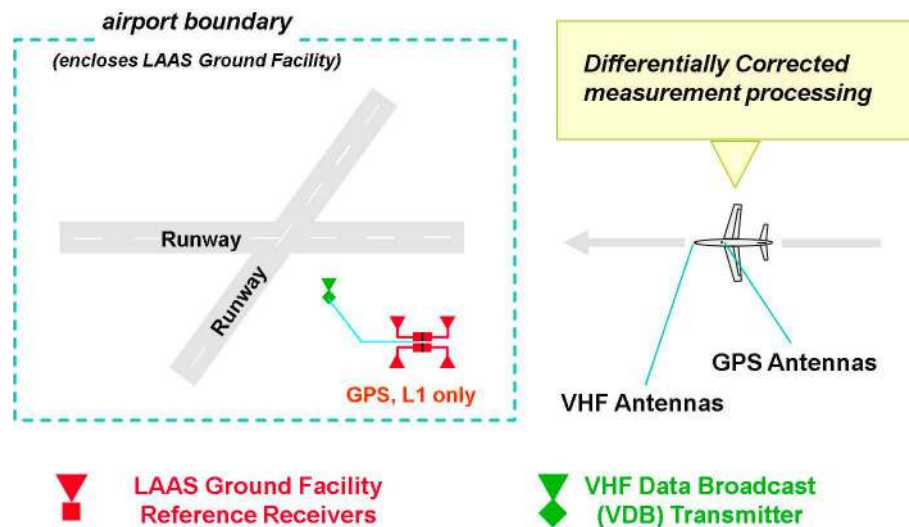 airport boundary
(encloses LAAS Ground Facility)
Differentially Corrected
measurement processing
Runway
Runway
GPS, L1 only
GPS Antennas
VHF Antennas
LAAS Ground Facility
Reference Receivers
VHF Data Broadcast
(VDB) Transmitter